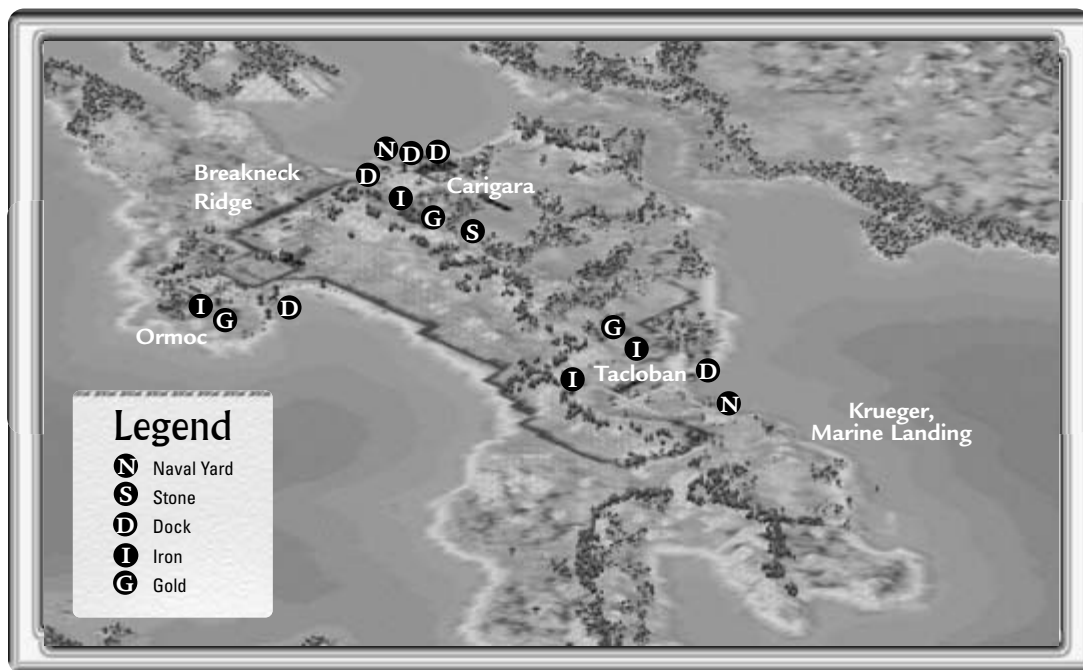 N D D
D
Breakneck
Ridge
Carigara
I
G
S
I
G
D
Ormoc
G
I
I
Tacloban
D
N
Krueger,
Marine Landing
Legend
N Naval Yard
S Stone
D Dock
I Iron
G Gold